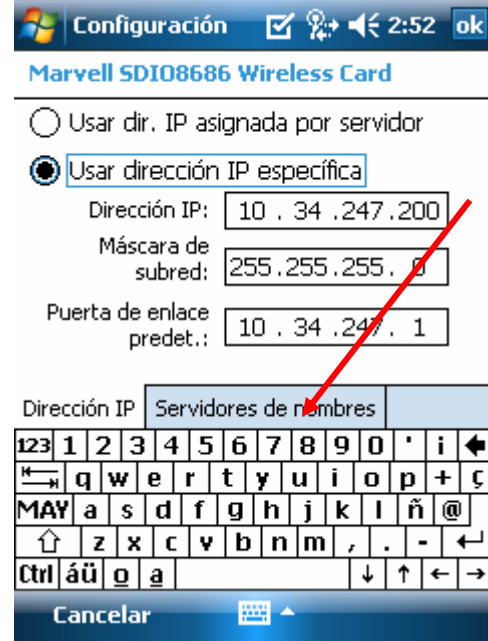 Configuración 2:52 ok
Marvell SDIO8686 Wireless Card
Usar dir. IP asignada por servidor
Usar dirección IP específica
Dirección IP: 10 . 34 .247.200
Máscara de subred: 255.255.255. 0
Puerta de enlace predet.: 10 . 34 .247. 1
Dirección IP Servidores de nombres
123 1 2 3 4 5 6 7 8 9 0 ' i
q w e r t y u i o p + ç
MAY a s d f g h j k l ñ @
z x c v b n m , . -
Ctrl áü o a ↓ ↑ ← →
Cancelar